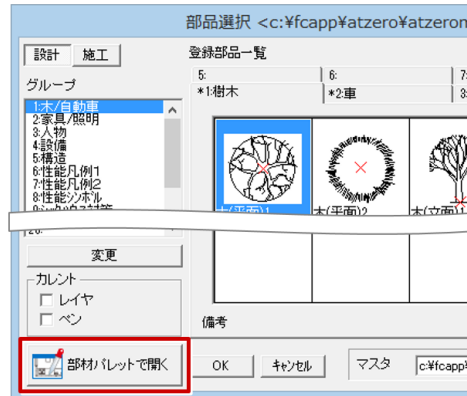 部品選択 <c:¥fcapp¥atzero¥atzeron
設計 施工
登録部品一覧
グループ
5: 6: 7:
*1:樹木 *2:車 3:
1:木/自動車
2:家具/照明
3:人物
4:設備
5:構造
6:性能凡例1
7:性能凡例2
8:性能シンボル
木(平面)1 木(平面)2 木(立面)
変更
カレント
レイヤ
ペン
備考
部材パレットで開く
OK キャンセル マスタ c:¥fcapp¥